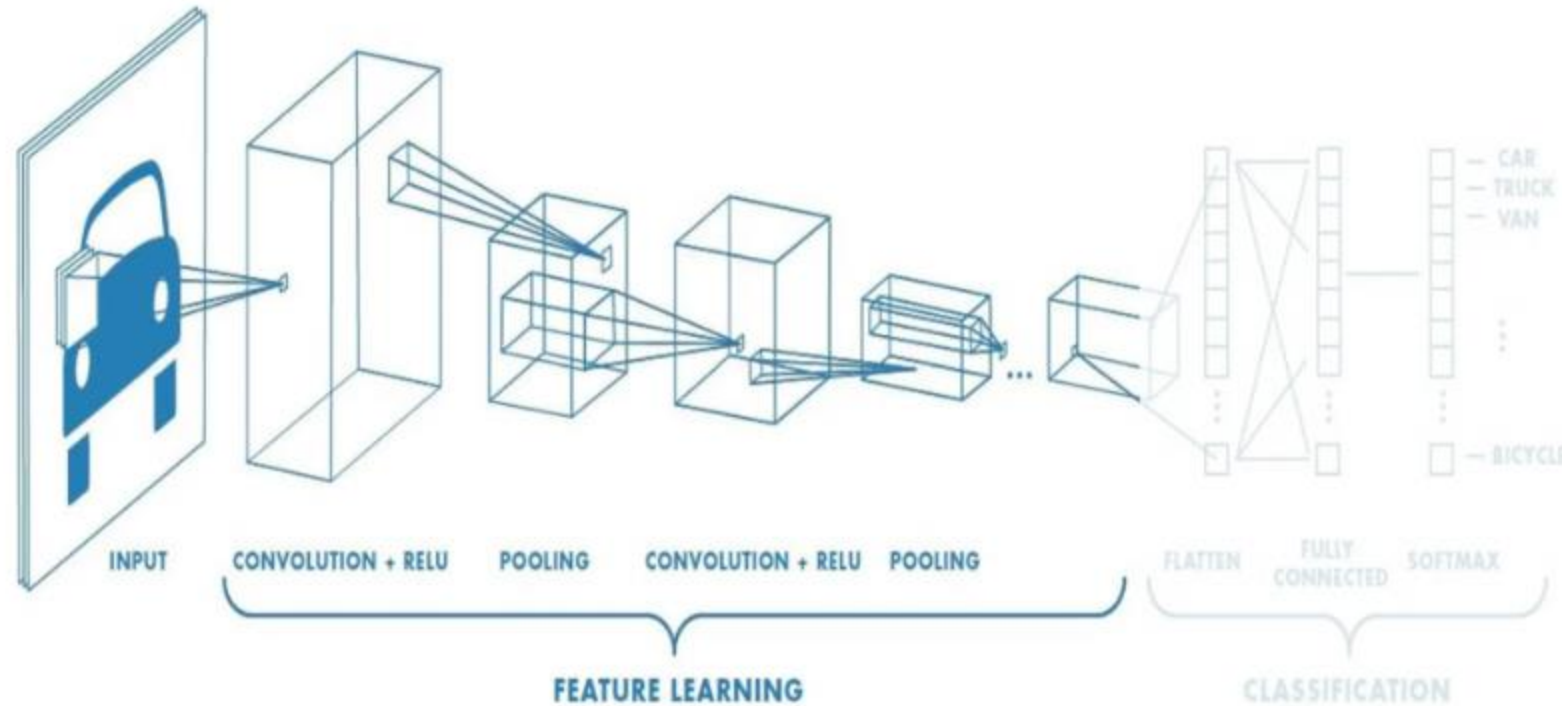 CAR
TRUCK
VAN
BICYCLE
INPUT
CONVOLUTION + RELU
POOLING
CONVOLUTION + RELU
POOLING
...
FLATTEN
FULLY
CONNECTED
SOFTMAX
FEATURE LEARNING
CLASSIFICATION